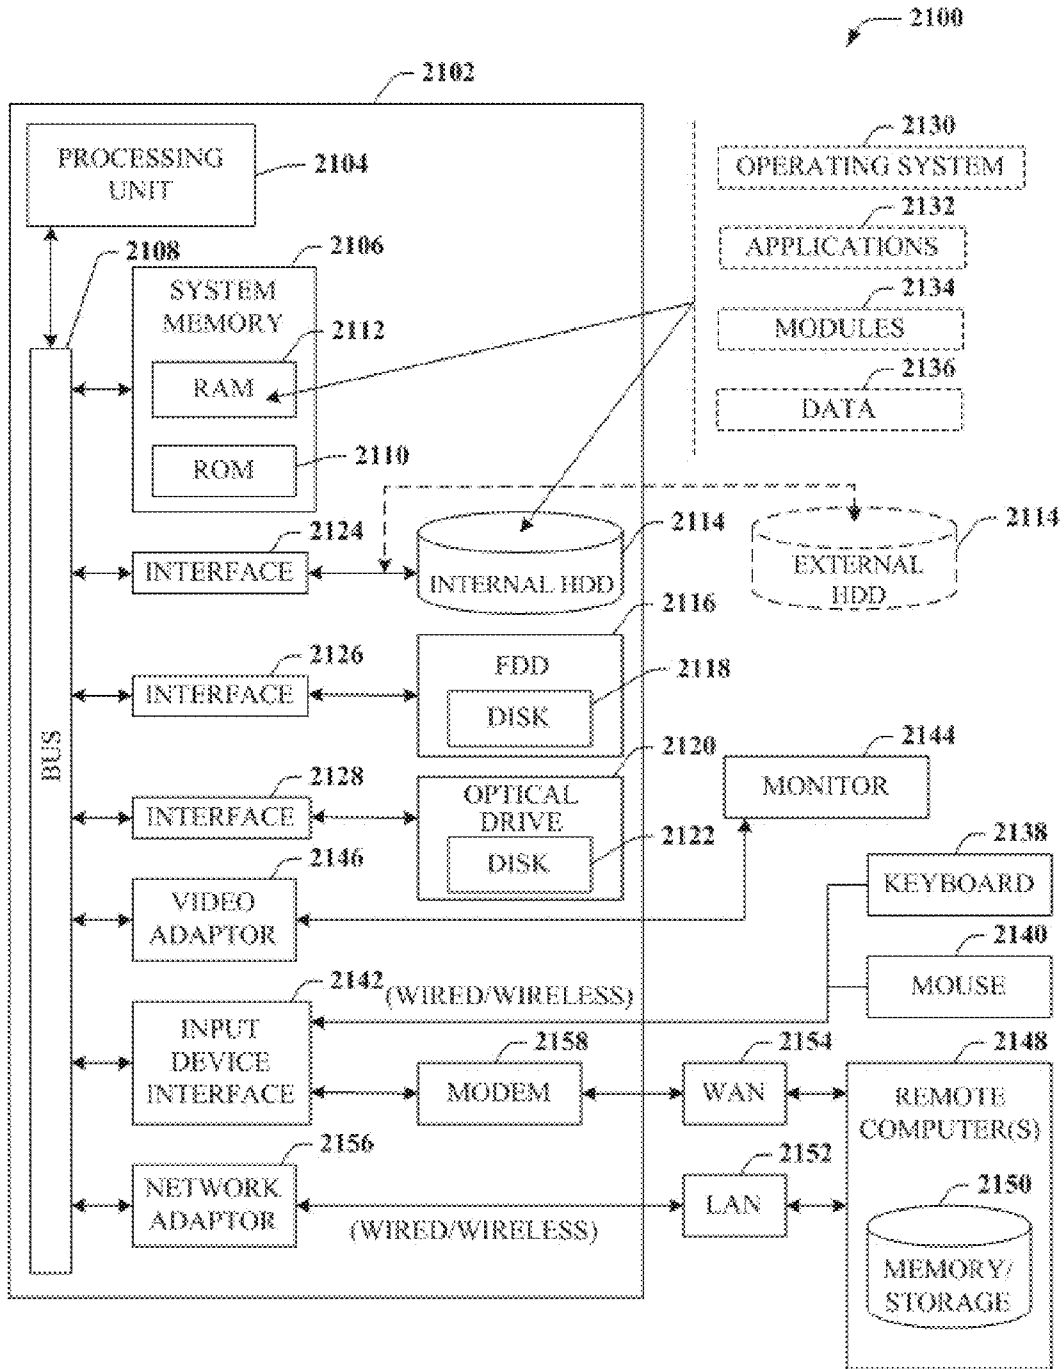 2100
2102
PROCESSING
UNIT
2104
2130
OPERATING SYSTEM
2132
APPLICATIONS
2134
MODULES
2136
DATA
2108
2106
SYSTEM
MEMORY
2112
RAM
2110
ROM
2124
INTERFACE
2114
INTERNAL HDD
2114
EXTERNAL
HDD
2126
INTERFACE
2116
FDD
2118
DISK
BUS
2128
INTERFACE
2120
OPTICAL
DRIVE
2122
DISK
2144
MONITOR
2146
VIDEO
ADAPTOR
2138
KEYBOARD
2140
MOUSE
2142
(WIRED/WIRELESS)
INPUT
DEVICE
INTERFACE
2158
MODEM
2154
WAN
2148
REMOTE
COMPUTER(S)
2156
NETWORK
ADAPTOR
(WIRED/WIRELESS)
2152
LAN
2150
MEMORY/
STORAGE